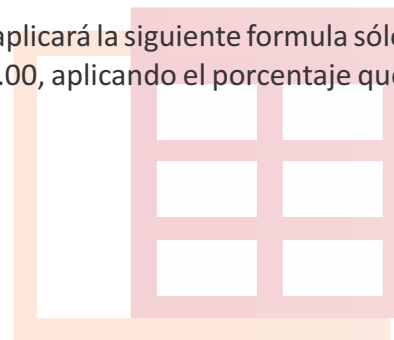 aplicará la siguiente formula sólo
.00, aplicando el porcentaje que